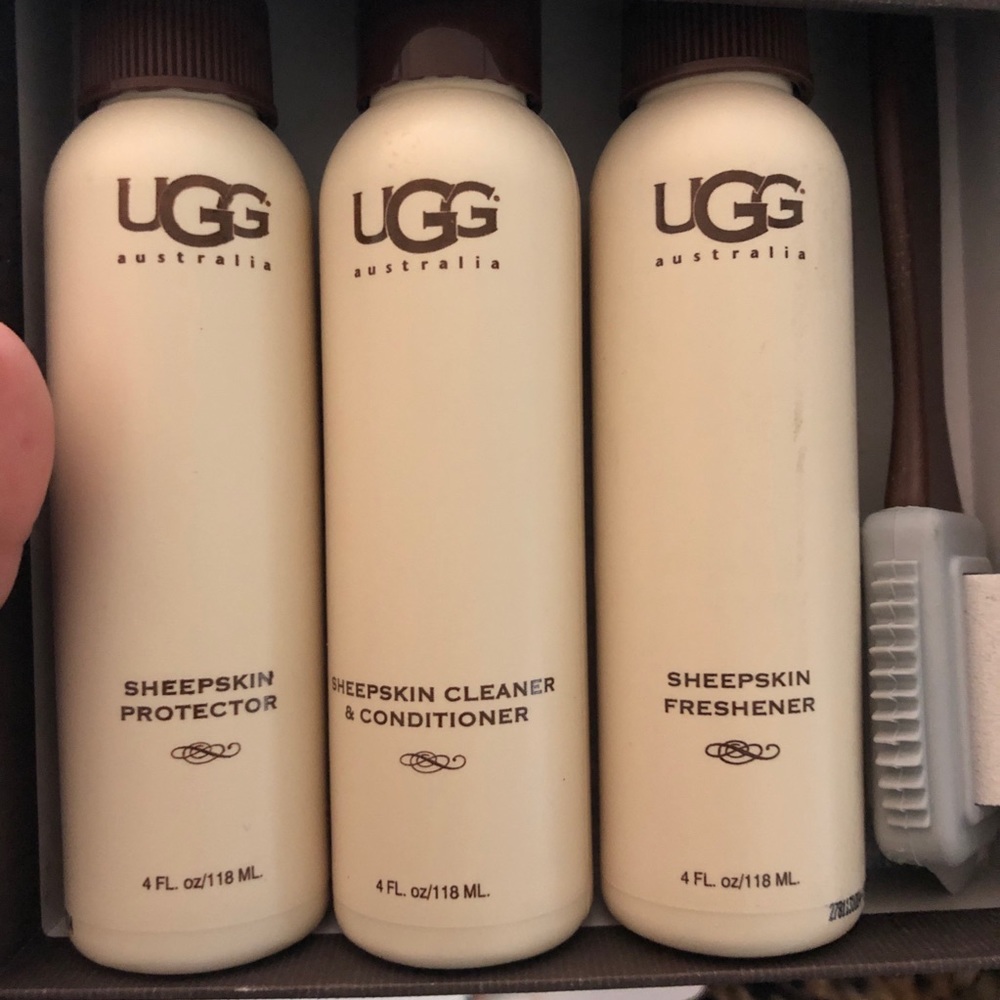 UGG
australia
SHEEPSKIN
PROTECTOR
4 FL. oz/118 ML.
UGG
australia
SHEEPSKIN CLEANER
& CONDITIONER
4 FL. oz/118 ML.
UGG
australia
SHEEPSKIN
FRESHENER
4 FL. oz/118 ML.